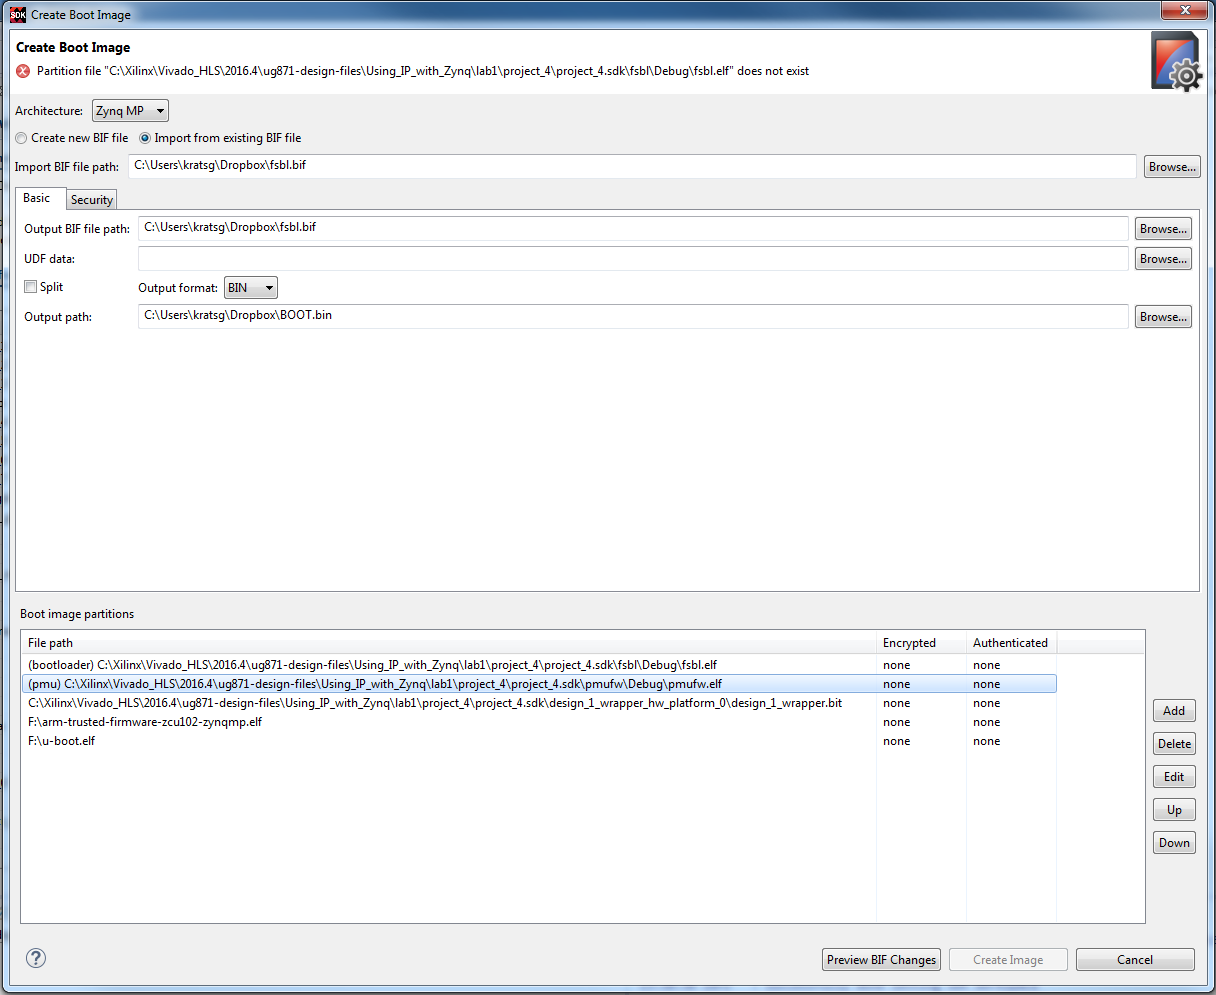 SDK Create Boot Image
Create Boot Image
Partition file "C:\Xilinx\Vivado_HLS\2016.4\ug871-design-files\Using_IP_with_Zynq\lab1\project_4\project_4.sdk\fsbl\Debug\fsbl.elf" does not exist
Architecture: Zynq MP
Create new BIF file Import from existing BIF file
Import BIF file path: C:\Users\kratsg\Dropbox\fsbl.bif Browse...
Basic Security
Output BIF file path: C:\Users\kratsg\Dropbox\fsbl.bif Browse...
UDF data: Browse...
Split Output format: BIN
Output path: C:\Users\kratsg\Dropbox\BOOT.bin Browse...
Boot image partitions
File path Encrypted Authenticated
(bootloader) C:\Xilinx\Vivado_HLS\2016.4\ug871-design-files\Using_IP_with_Zynq\lab1\project_4\project_4.sdk\fsbl\Debug\fsbl.elf none none
(pmu) C:\Xilinx\Vivado_HLS\2016.4\ug871-design-files\Using_IP_with_Zynq\lab1\project_4\project_4.sdk\pmufw\Debug\pmufw.elf none none
C:\Xilinx\Vivado_HLS\2016.4\ug871-design-files\Using_IP_with_Zynq\lab1\project_4\project_4.sdk\design_1_wrapper_hw_platform_0\design_1_wrapper.bit none none
F:\arm-trusted-firmware-zcu102-zynqmp.elf none none
F:\u-boot.elf none none
Add
Delete
Edit
Up
Down
? Preview BIF Changes Create Image Cancel